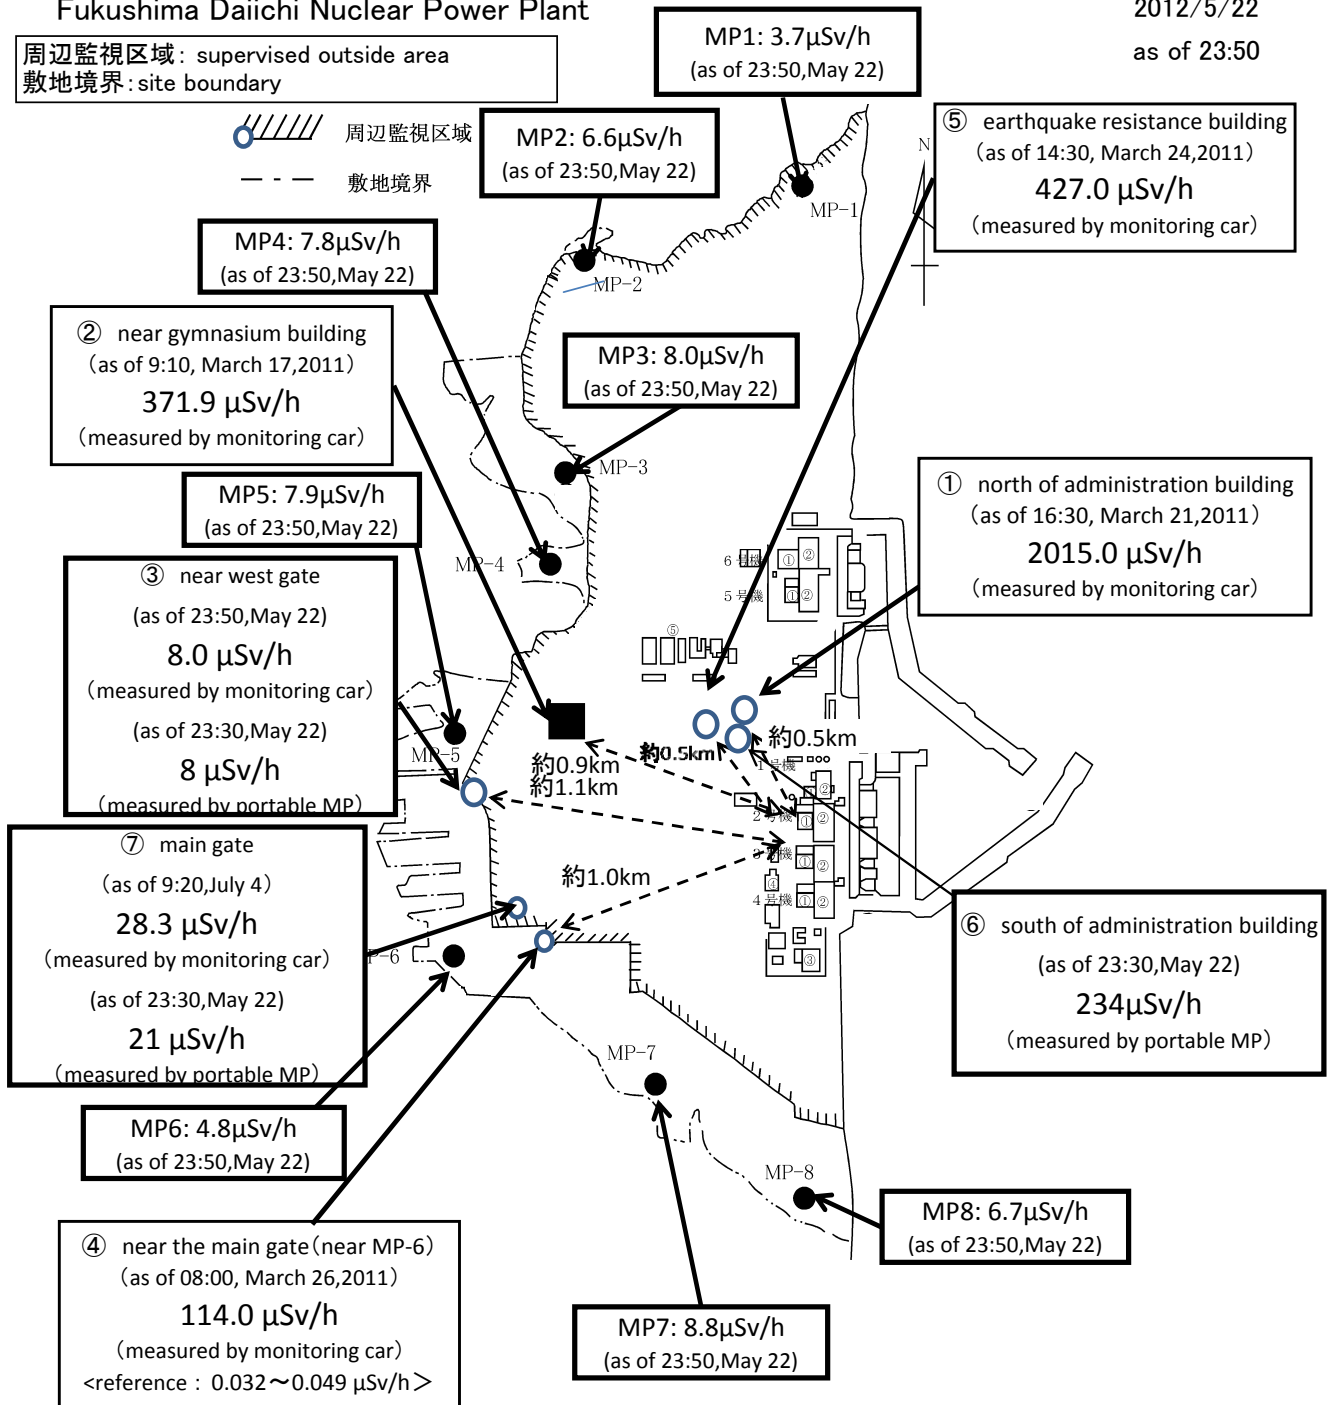 Fukushima Daiichi Nuclear Power Plant
2012/5/22
as of 23:50
周辺監視区域: supervised outside area
敷地境界:site boundary
周辺監視区域
敷地境界
MP1: 3.7μSv/h
(as of 23:50,May 22)
MP2: 6.6μSv/h
(as of 23:50,May 22)
⑤ earthquake resistance building
(as of 14:30, March 24,2011)
427.0 μSv/h
(measured by monitoring car)
N
MP-1
MP4: 7.8μSv/h
(as of 23:50,May 22)
MP-2
② near gymnasium building
(as of 9:10, March 17,2011)
371.9 μSv/h
(measured by monitoring car)
MP3: 8.0μSv/h
(as of 23:50,May 22)
MP-3
MP5: 7.9μSv/h
(as of 23:50,May 22)
① north of administration building
(as of 16:30, March 21,2011)
2015.0 μSv/h
(measured by monitoring car)
MP-4
③ near west gate
(as of 23:50,May 22)
8.0 μSv/h
(measured by monitoring car)
(as of 23:30,May 22)
8 μSv/h
(measured by portable MP)
6号機
① ②
5号機
① ②
⑤
MP-5
約0.9km
約1.1km
約0.5km
約0.5km
1号機
②
2号機
① ②
3号機
① ②
4号機
① ②
④
③
約1.0km
⑦ main gate
(as of 9:20,July 4)
28.3 μSv/h
(measured by monitoring car)
(as of 23:30,May 22)
21 μSv/h
(measured by portable MP)
P-6
⑥ south of administration building
(as of 23:30,May 22)
234μSv/h
(measured by portable MP)
MP-7
MP6: 4.8μSv/h
(as of 23:50,May 22)
MP-8
MP8: 6.7μSv/h
(as of 23:50,May 22)
④ near the main gate(near MP-6)
(as of 08:00, March 26,2011)
114.0 μSv/h
(measured by monitoring car)
<reference : 0.032〜0.049 μSv/h>
MP7: 8.8μSv/h
(as of 23:50,May 22)